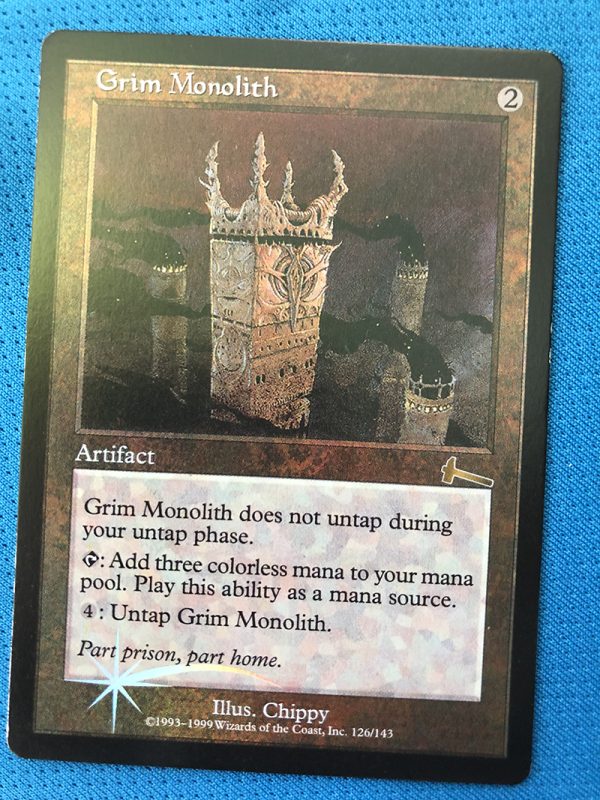 Grim Monolith
2
Artifact
Grim Monolith does not untap during
your untap phase.
: Add three colorless mana to your mana
pool. Play this ability as a mana source.
4 : Untap Grim Monolith.
Part prison, part home.
Illus. Chippy
©1993-1999 Wizards of the Coast, Inc. 126/143